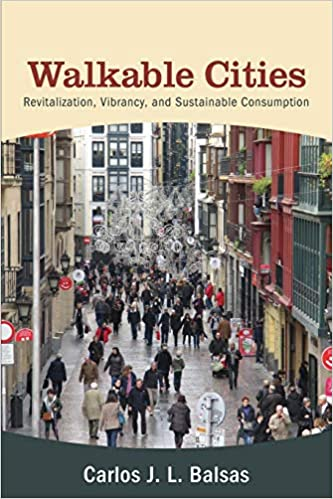 Walkable Cities
Revitalization, Vibrancy, and Sustainable Consumption
Carlos J. L. Balsas